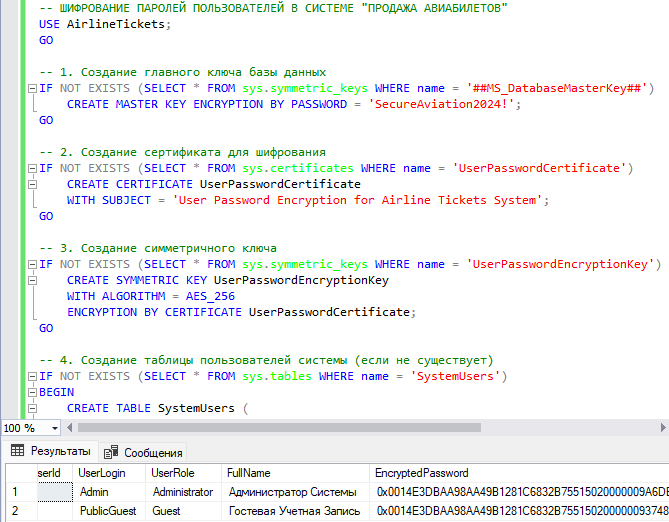 -- ШИФРОВАНИЕ ПАРОЛЕЙ ПОЛЬЗОВАТЕЛЕЙ В СИСТЕМЕ "ПРОДАЖА АВИАБИЛЕТОВ"
USE AirlineTickets;
GO
-- 1. Создание главного ключа базы данных
IF NOT EXISTS (SELECT * FROM sys.symmetric_keys WHERE name = '##MS_DatabaseMasterKey##')
CREATE MASTER KEY ENCRYPTION BY PASSWORD = 'SecureAviation2024!';
GO
-- 2. Создание сертификата для шифрования
IF NOT EXISTS (SELECT * FROM sys.certificates WHERE name = 'UserPasswordCertificate')
CREATE CERTIFICATE UserPasswordCertificate
WITH SUBJECT = 'User Password Encryption for Airline Tickets System';
GO
-- 3. Создание симметричного ключа
IF NOT EXISTS (SELECT * FROM sys.symmetric_keys WHERE name = 'UserPasswordEncryptionKey')
CREATE SYMMETRIC KEY UserPasswordEncryptionKey
WITH ALGORITHM = AES_256
ENCRYPTION BY CERTIFICATE UserPasswordCertificate;
GO
-- 4. Создание таблицы пользователей системы (если не существует)
IF NOT EXISTS (SELECT * FROM sys.tables WHERE name = 'SystemUsers')
BEGIN
CREATE TABLE SystemUsers (
100 %
Результаты Сообщения
serId UserLogin UserRole FullName EncryptedPassword
1 Admin Administrator Администратор Системы 0x0014E3DBAA98AA49B1281C6832B75515020000009A6DE
2 PublicGuest Guest Гостевая Учетная Запись 0x0014E3DBAA98AA49B1281C6832B755150200000093748